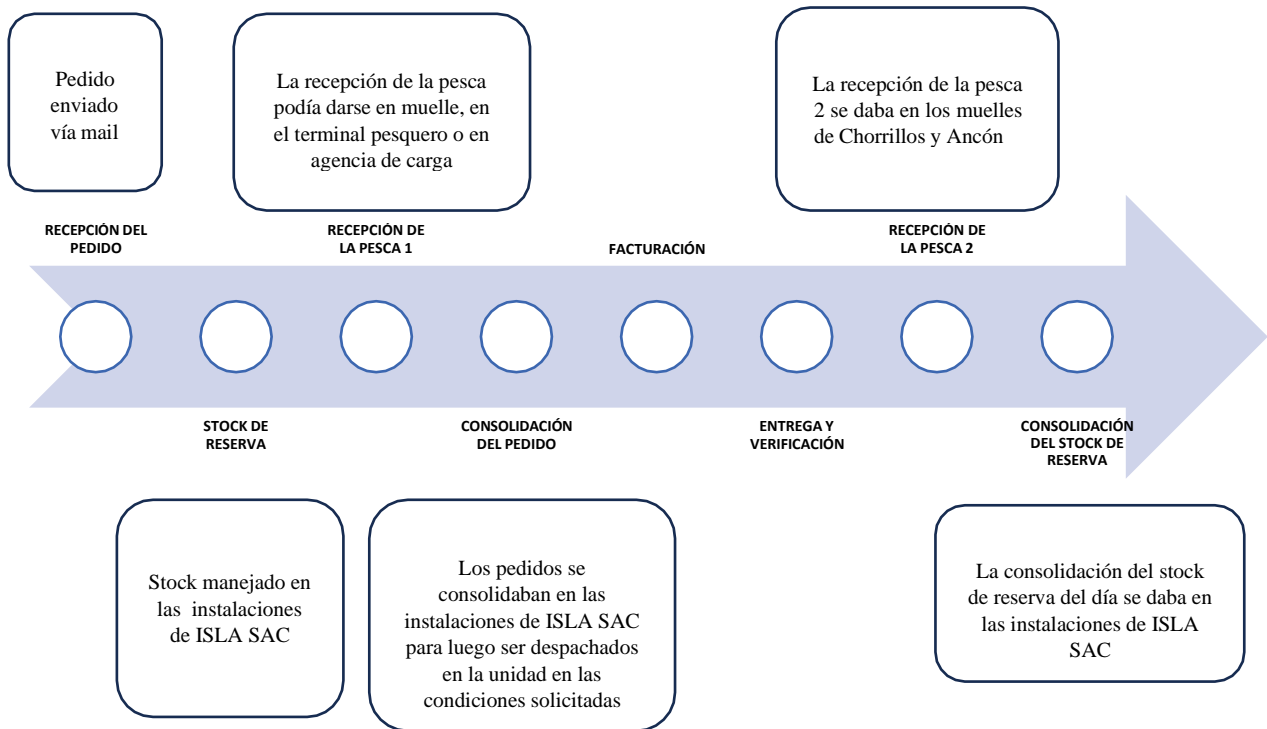 Pedido
enviado
vía mail
La recepción de la pesca
podía darse en muelle, en
el terminal pesquero o en
agencia de carga
La recepción de la pesca
2 se daba en los muelles
de Chorrillos y Ancón
RECEPCIÓN DEL
PEDIDO
RECEPCIÓN DE
LA PESCA 1
FACTURACIÓN
RECEPCIÓN DE
LA PESCA 2
STOCK DE
RESERVA
CONSOLIDACIÓN
DEL PEDIDO
ENTREGA Y
VERIFICACIÓN
CONSOLIDACIÓN
DEL STOCK DE
RESERVA
Stock manejado en
las instalaciones
de ISLA SAC
Los pedidos se
consolidaban en las
instalaciones de ISLA SAC
para luego ser despachados
en la unidad en las
condiciones solicitadas
La consolidación del stock
de reserva del día se daba en
las instalaciones de ISLA
SAC